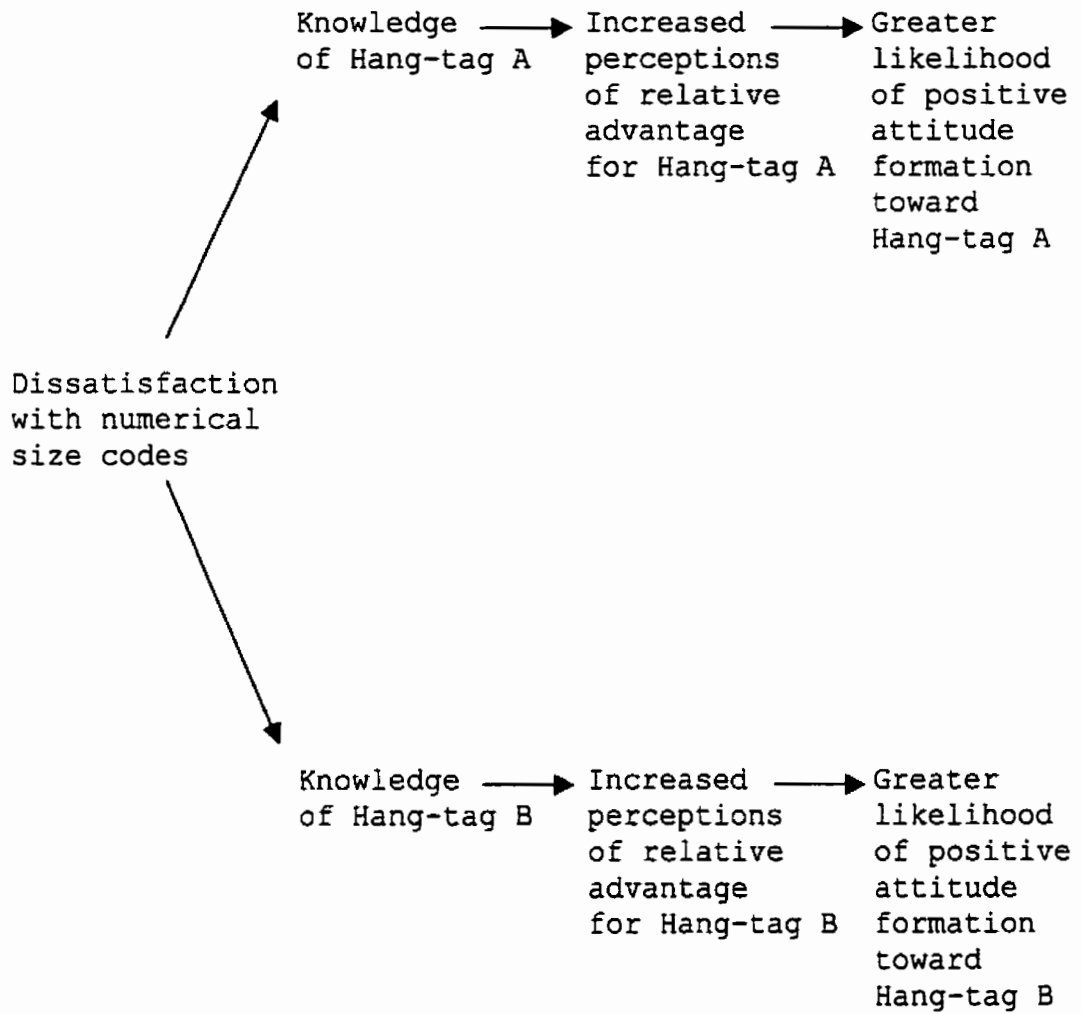 Knowledge
of Hang-tag A
Increased
perceptions
of relative
advantage
for Hang-tag A
Greater
likelihood
of positive
attitude
formation
toward
Hang-tag A
Dissatisfaction
with numerical
size codes
Knowledge
of Hang-tag B
Increased
perceptions
of relative
advantage
for Hang-tag B
Greater
likelihood
of positive
attitude
formation
toward
Hang-tag B